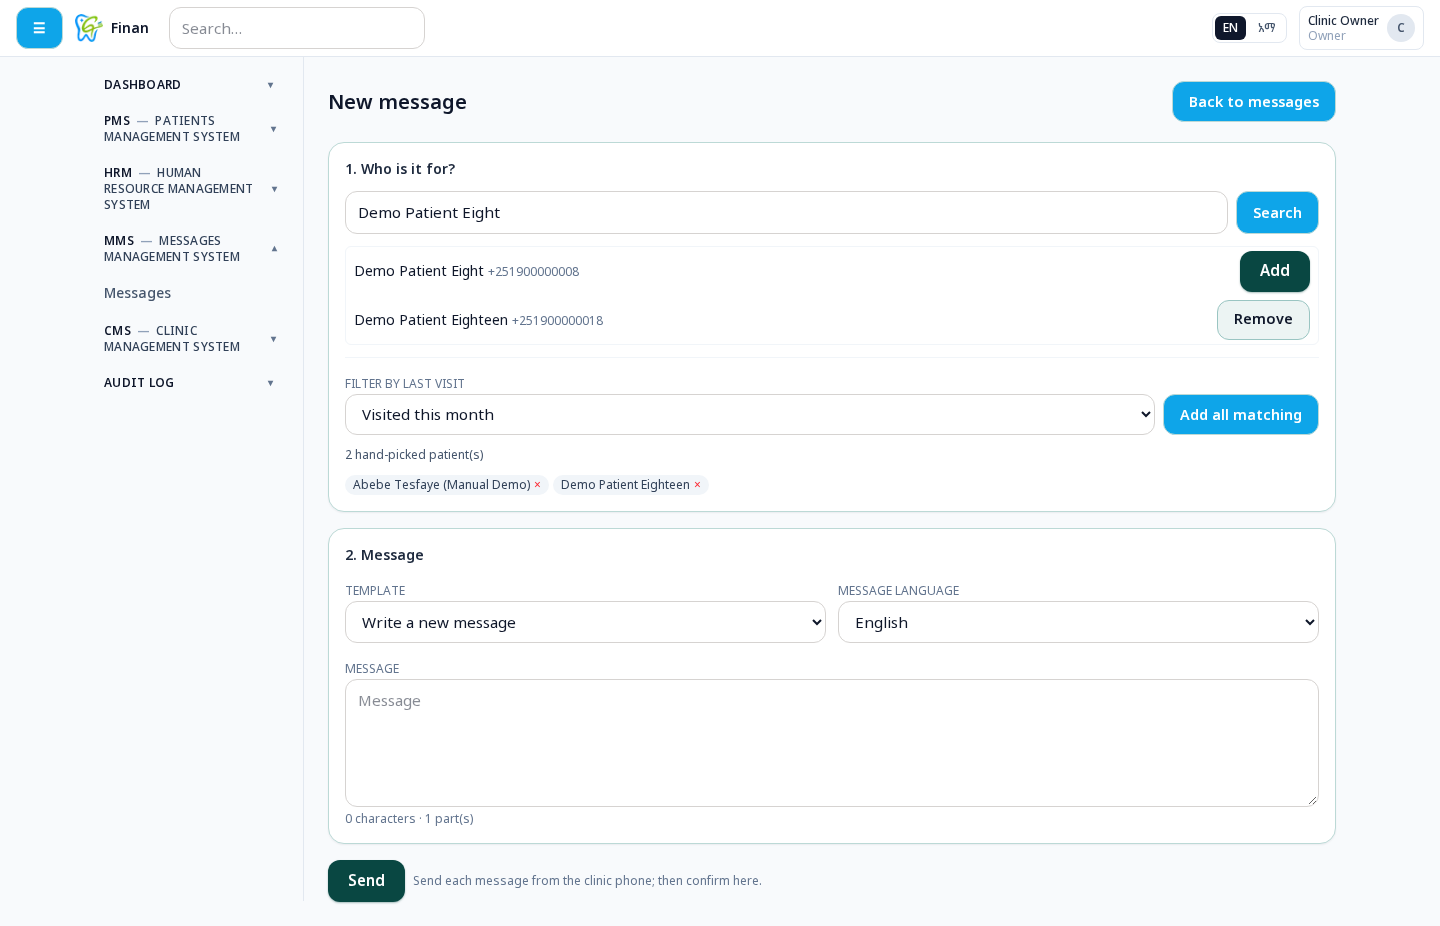 ☰ Finan Search… EN አማ Clinic Owner C
Owner
DASHBOARD ▾
PMS — PATIENTS MANAGEMENT SYSTEM ▾
HRM — HUMAN RESOURCE MANAGEMENT SYSTEM ▾
MMS — MESSAGES MANAGEMENT SYSTEM ▴
Messages
CMS — CLINIC MANAGEMENT SYSTEM ▾
AUDIT LOG ▾
New message
Back to messages
1. Who is it for?
Demo Patient Eight Search
Demo Patient Eight +251900000008 Add
Demo Patient Eighteen +251900000018 Remove
FILTER BY LAST VISIT
Visited this month Add all matching
2 hand-picked patient(s)
Abebe Tesfaye (Manual Demo) × Demo Patient Eighteen ×
2. Message
TEMPLATE MESSAGE LANGUAGE
Write a new message English
MESSAGE
Message
0 characters · 1 part(s)
Send Send each message from the clinic phone; then confirm here.